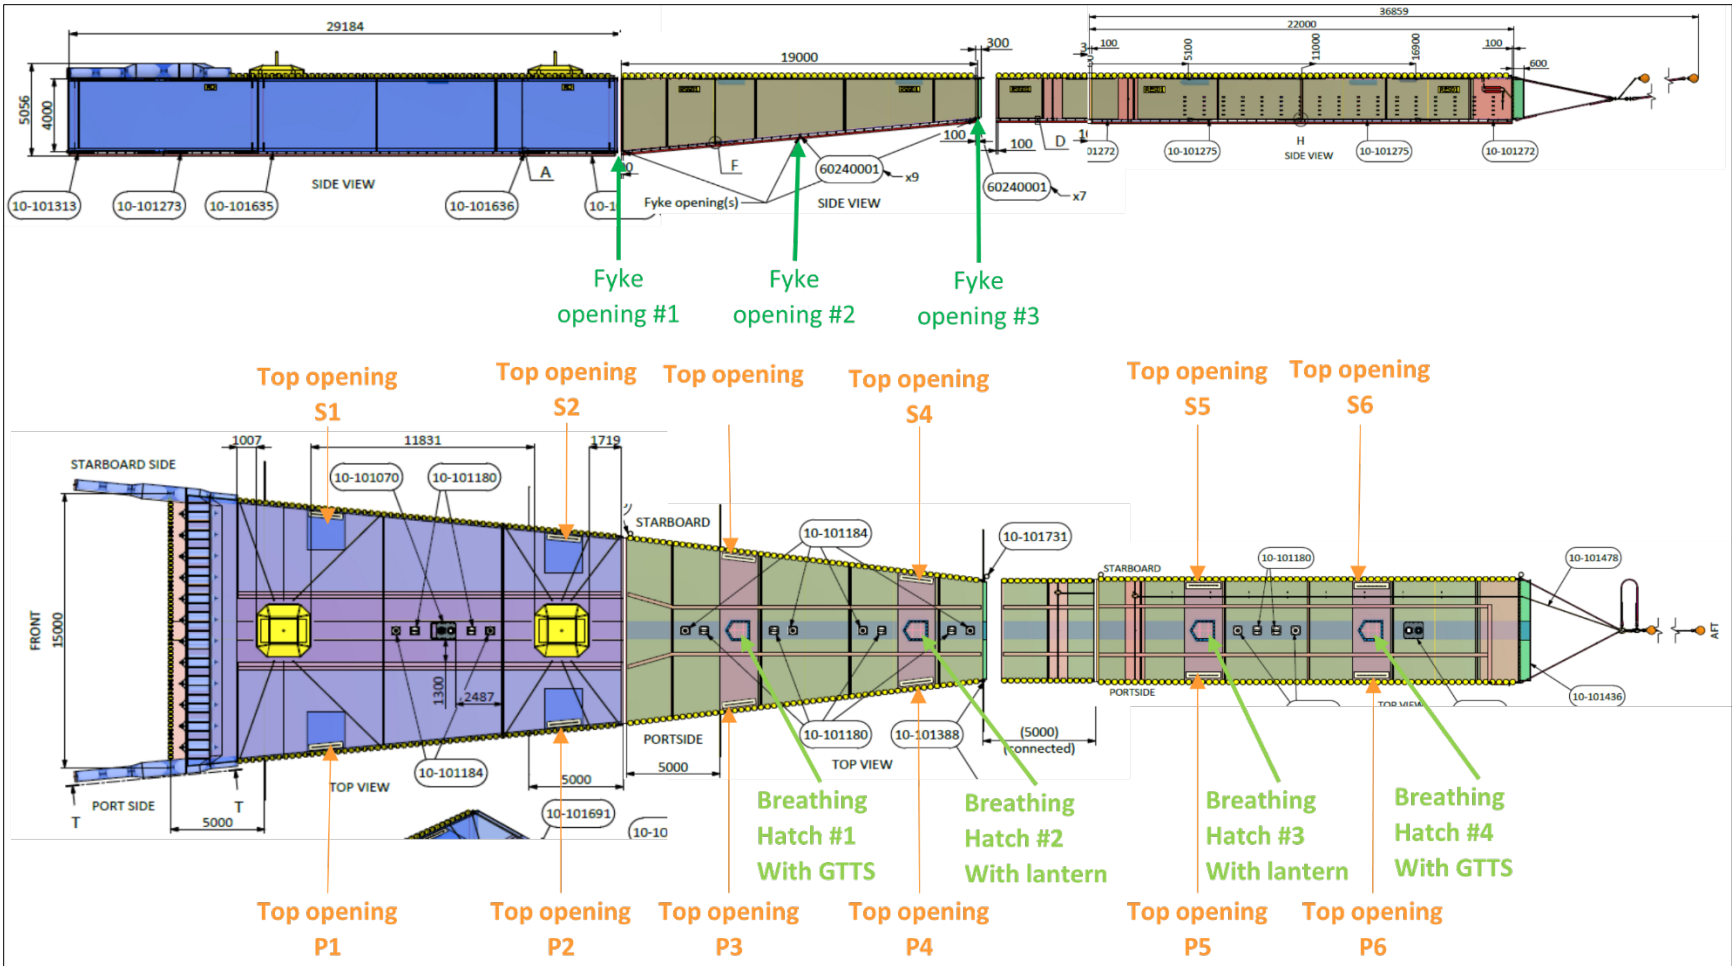 29184
5056
4000
10-101313
10-101273
10-101635
SIDE VIEW
10-101636
A
19000
300
100
F
Fyke opening(s)
60240001
x9
SIDE VIEW
100
D
60240001
x7
36859
22000
100
5100
11000
16900
100
600
10-101275
H
SIDE VIEW
10-101275
10-101272
Fyke
opening #1
Fyke
opening #2
Fyke
opening #3
Top opening
S1
Top opening
S2
Top opening
Top opening
S4
Top opening
S5
Top opening
S6
1007
11831
1719
STARBOARD SIDE
10-101070
10-101180
FRONT
15000
1300
2487
10-101184
TOP VIEW
PORT SIDE
T
T
5000
5000
10-101691
STARBOARD
10-101184
10-101731
PORTSIDE
5000
10-101180
10-101388
TOP VIEW
(5000)
(connected)
STARBOARD
10-101180
10-101478
AFT
PORTSIDE
10-101436
Breathing
Hatch #1
With GTTS
Breathing
Hatch #2
With lantern
Breathing
Hatch #3
With lantern
Breathing
Hatch #4
With GTTS
Top opening
P1
Top opening
P2
Top opening
P3
Top opening
P4
Top opening
P5
Top opening
P6